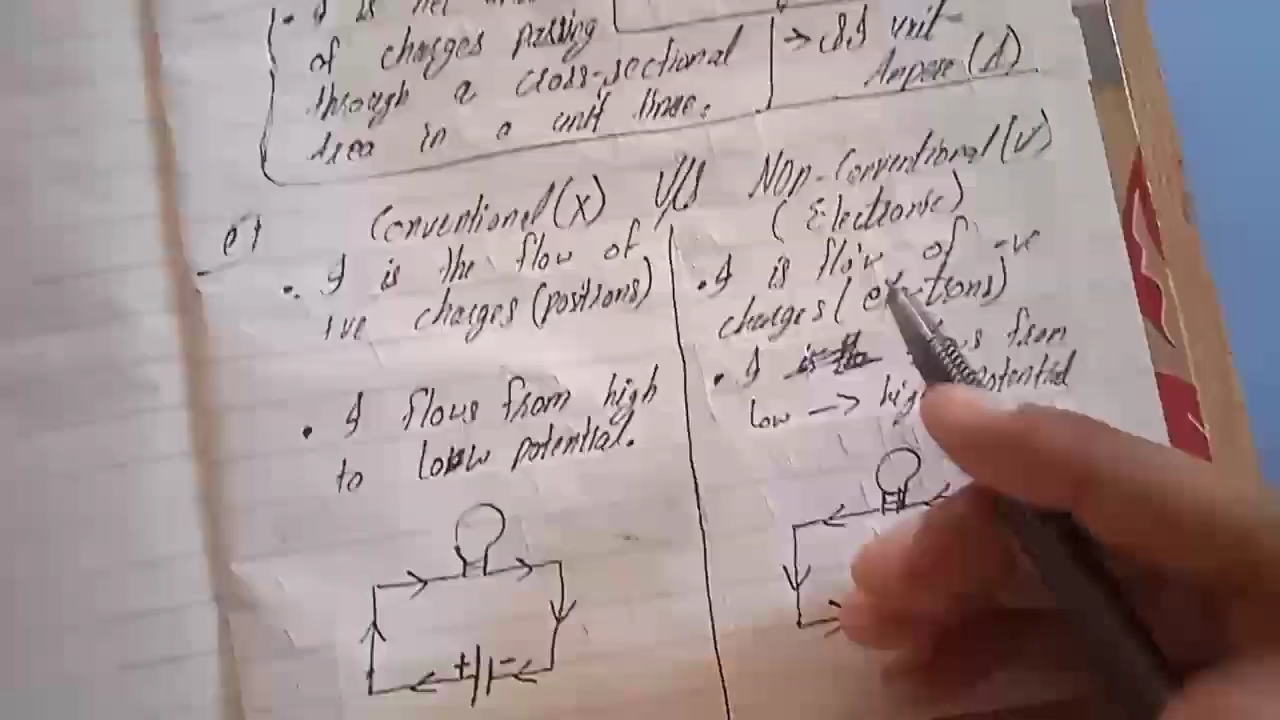 of charges passing
through a cross-sectional
Area in a unit time.
→ SI unit-
Ampere (A)
Conventional (X) V/S Non-Conventional (V)
(Electronic)
• I is the flow of
+ve charges (positions)
• I flows from high
to low potential.
• I is flow of -ve
charges (
• I from
low → high potential
+ -